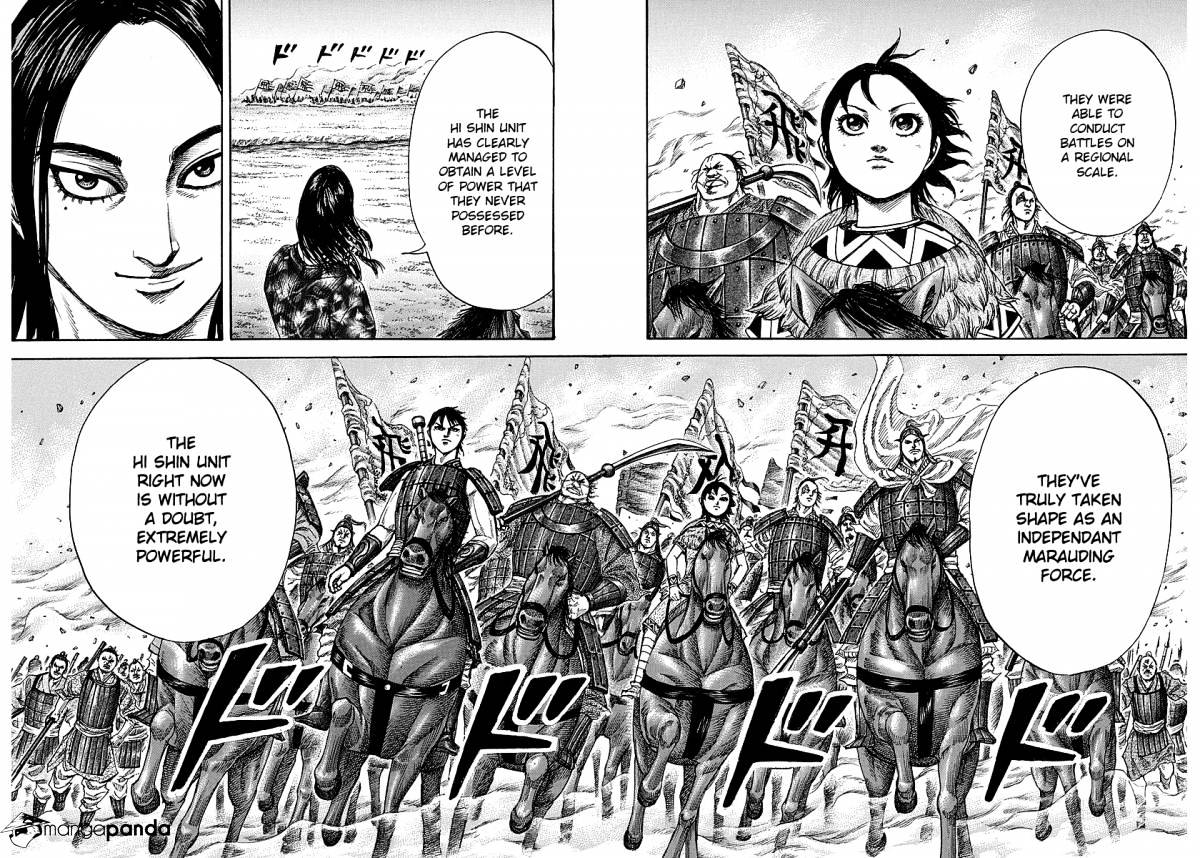 THEY WERE
ABLE TO
CONDUCT
BATTLES ON
A REGIONAL
SCALE.
飛
THE
HI SHIN UNIT
HAS CLEARLY
MANAGED TO
OBTAIN A LEVEL
OF POWER THAT
THEY NEVER
POSSESSED
BEFORE.
ドドドドド
THEY'VE
TRULY TAKEN
SHAPE AS AN
INDEPENDANT
MARAUDING
FORCE.
飛
THE
HI SHIN UNIT
RIGHT NOW
IS WITHOUT
A DOUBT,
EXTREMELY
POWERFUL.
ドドドド
mangapanda